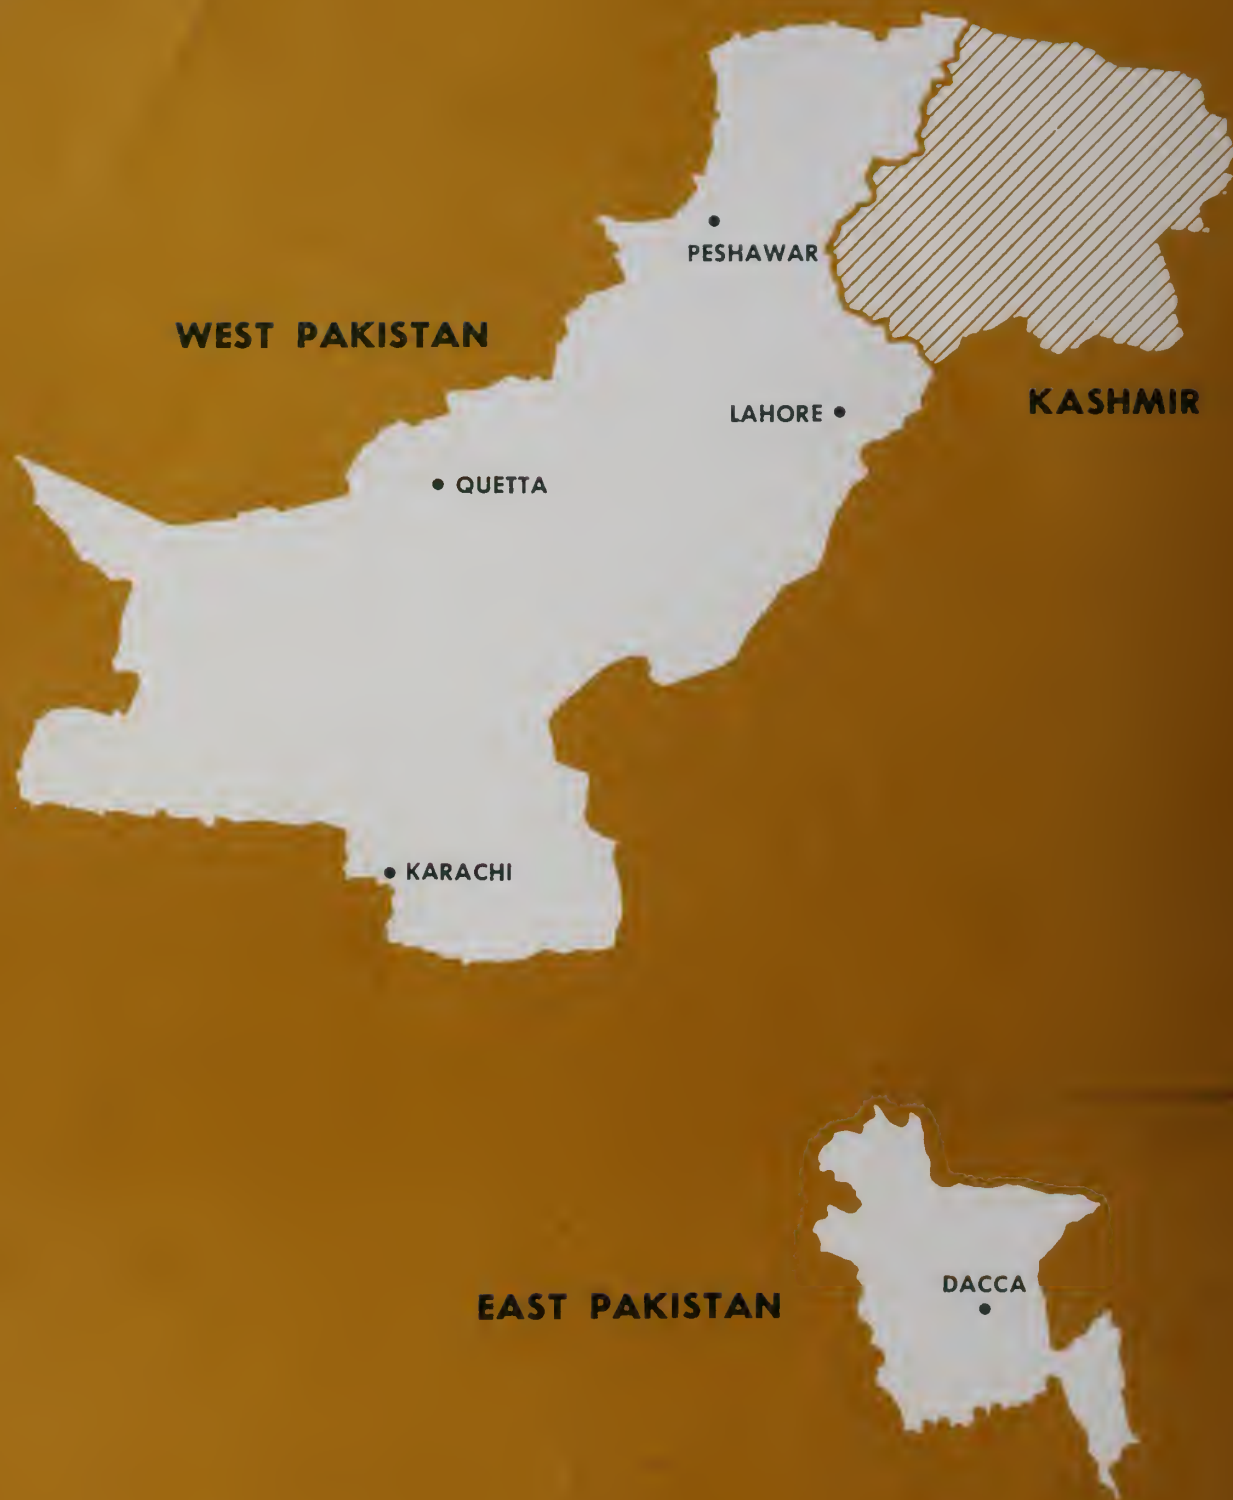 PESHAWAR
WEST PAKISTAN
KASHMIR
LAHORE
QUETTA
KARACHI
DACCA
EAST PAKISTAN